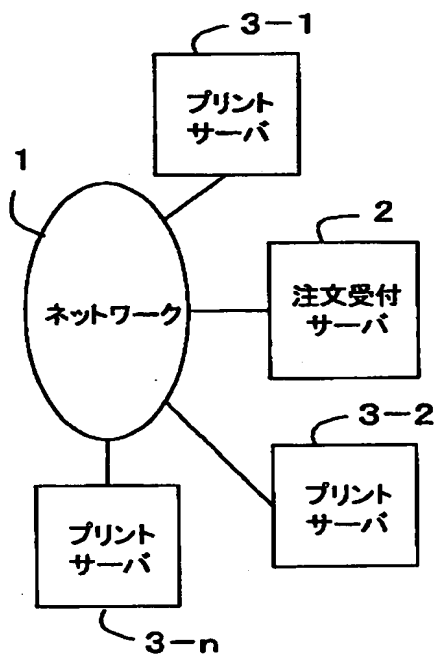 3-1
プリント
サーバ
1
2
ネットワーク
注文受付
サーバ
3-2
プリント
サーバ
プリント
サーバ
3-n